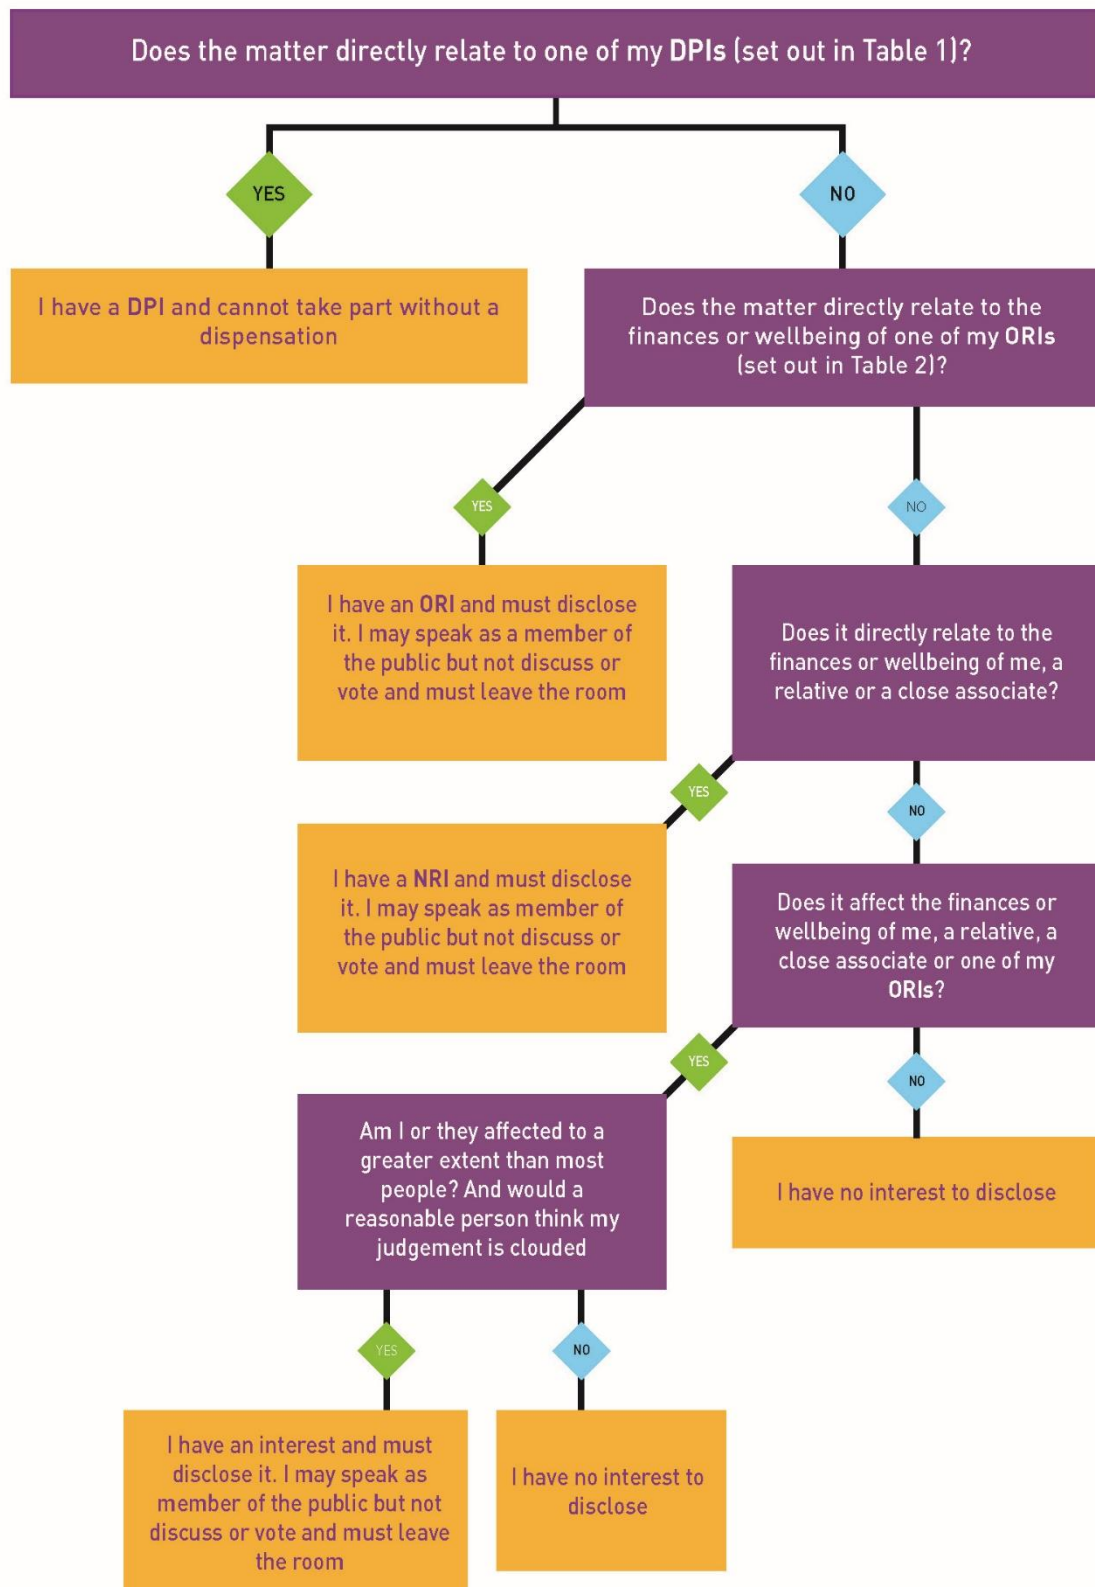 Does the matter directly relate to one of my DPIs (set out in Table 1)?
YES
NO
I have a DPI and cannot take part without a
dispensation
Does the matter directly relate to the
finances or wellbeing of one of my ORIs
(set out in Table 2)?
YES
NO
I have an ORI and must disclose
it. I may speak as a member of
the public but not discuss or
vote and must leave the room
Does it directly relate to the
finances or wellbeing of me, a
relative or a close associate?
YES
NO
I have a NRI and must disclose
it. I may speak as member of
the public but not discuss or
vote and must leave the room
Does it affect the finances or
wellbeing of me, a relative, a
close associate or one of my
ORIs?
YES
NO
Am I or they affected to a
greater extent than most
people? And would a
reasonable person think my
judgement is clouded
I have no interest to disclose
YES
NO
I have an interest and must
disclose it. I may speak as
member of the public but not
discuss or vote and must leave
the room
I have no interest to
disclose